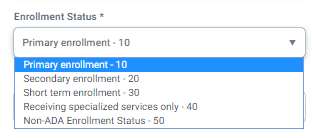 Enrollment Status *
Primary enrollment - 10
Primary enrollment - 10
Secondary enrollment - 20
Short term enrollment - 30
Receiving specialized services only - 40
Non-ADA Enrollment Status - 50